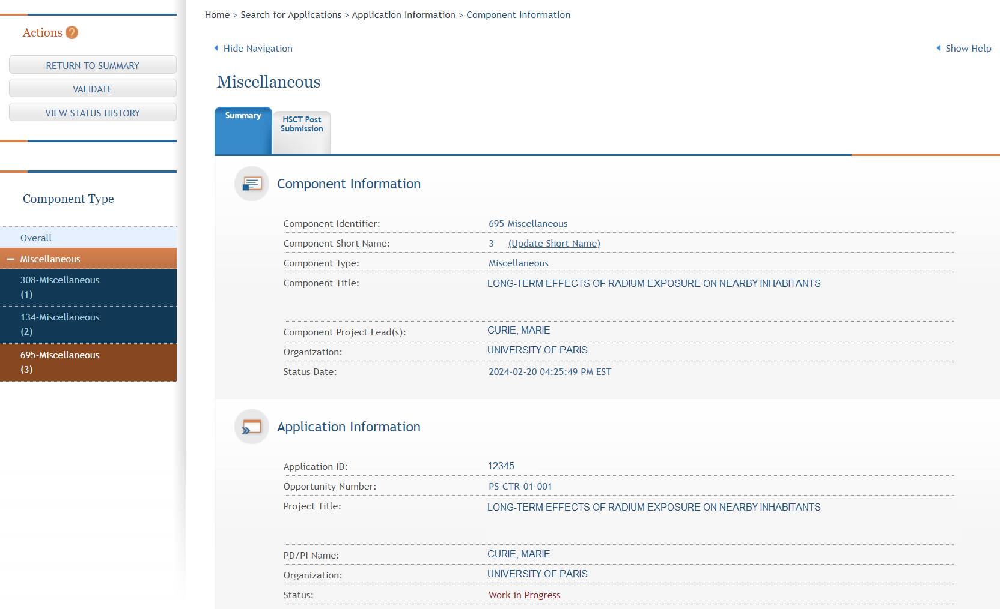 Home > Search for Applications > Application Information > Component Information
Actions ?
RETURN TO SUMMARY
VALIDATE
VIEW STATUS HISTORY
Component Type
Overall
Miscellaneous
308-Miscellaneous
(1)
134-Miscellaneous
(2)
695-Miscellaneous
(3)
Hide Navigation
Show Help
Miscellaneous
Summary
HSCT Post
Submission
Component Information
Component Identifier: 695-Miscellaneous
Component Short Name: 3 (Update Short Name)
Component Type: Miscellaneous
Component Title: LONG-TERM EFFECTS OF RADIUM EXPOSURE ON NEARBY INHABITANTS
Component Project Lead(s): CURIE, MARIE
Organization: UNIVERSITY OF PARIS
Status Date: 2024-02-20 04:25:49 PM EST
Application Information
Application ID: 12345
Opportunity Number: PS-CTR-01-001
Project Title: LONG-TERM EFFECTS OF RADIUM EXPOSURE ON NEARBY INHABITANTS
PD/PI Name: CURIE, MARIE
Organization: UNIVERSITY OF PARIS
Status: Work in Progress